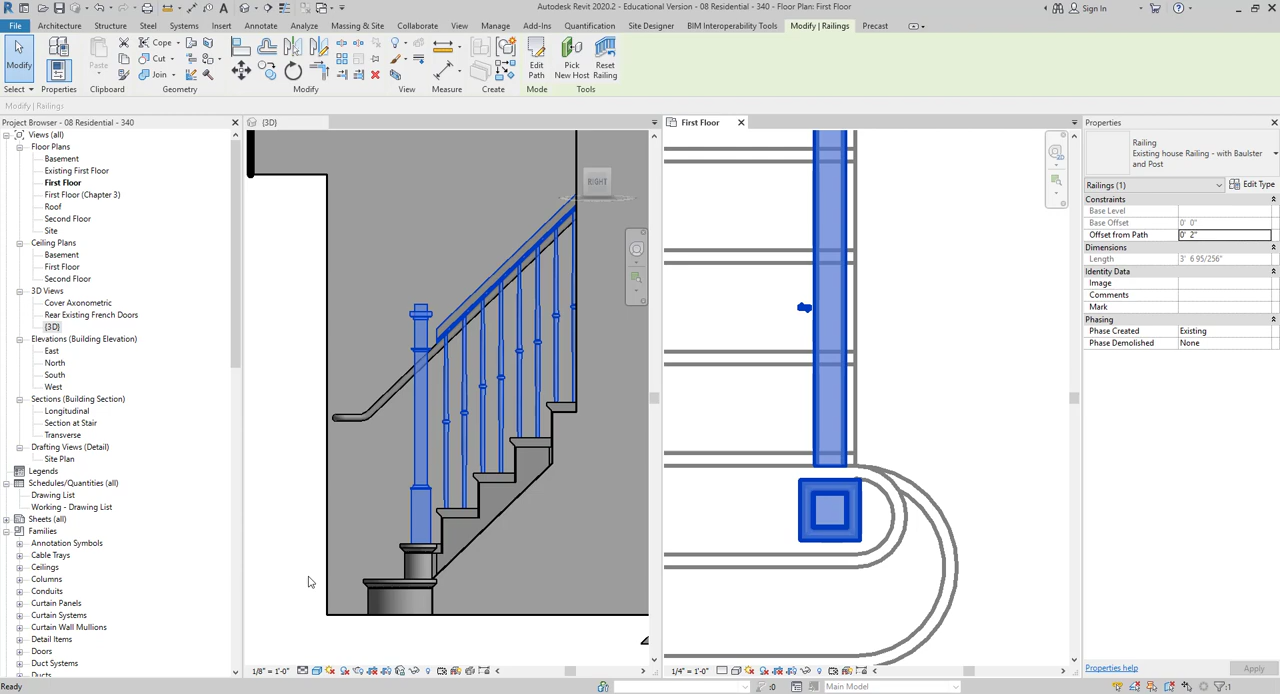 Autodesk Revit 2020.2 - Educational Version - 08 Residential - 340 - Floor Plan: First Floor
Sign In
File Architecture Structure Steel Systems Insert Annotate Analyze Massing & Site Collaborate View Manage Add-Ins Quantification Site Designer BIM Interoperability Tools Modify | Railings Precast
Cope
Cut
Join
Modify
Paste
Edit Path
Pick New Host
Reset Railing
Select Properties Clipboard Geometry Modify View Measure Create Mode Tools
Modify | Railings
Project Browser - 08 Residential - 340
Views (all)
Floor Plans
Basement
Existing First Floor
First Floor
First Floor (Chapter 3)
Roof
Second Floor
Site
Ceiling Plans
Basement
First Floor
Second Floor
3D Views
Cover Axonometric
Rear Existing French Doors
{3D}
Elevations (Building Elevation)
East
North
South
West
Sections (Building Section)
Longitudinal
Section at Stair
Transverse
Drafting Views (Detail)
Site Plan
Legends
Schedules/Quantities (all)
Drawing List
Working - Drawing List
Sheets (all)
Families
Annotation Symbols
Cable Trays
Ceilings
Columns
Conduits
Curtain Panels
Curtain Systems
Curtain Wall Mullions
Detail Items
Doors
Duct Systems
{3D}
RIGHT
1/8" = 1'-0"
First Floor
1/4" = 1'-0"
Properties
Railing
Existing house Railing - with Baulster and Post
Railings (1)
Edit Type
Constraints
Base Level
Base Offset 0' 0"
Offset from Path 0' 2"
Dimensions
Length 3' 6 95/256"
Identity Data
Image
Comments
Mark
Phasing
Phase Created Existing
Phase Demolished None
Properties help
Apply
Ready
:0
Main Model
:1